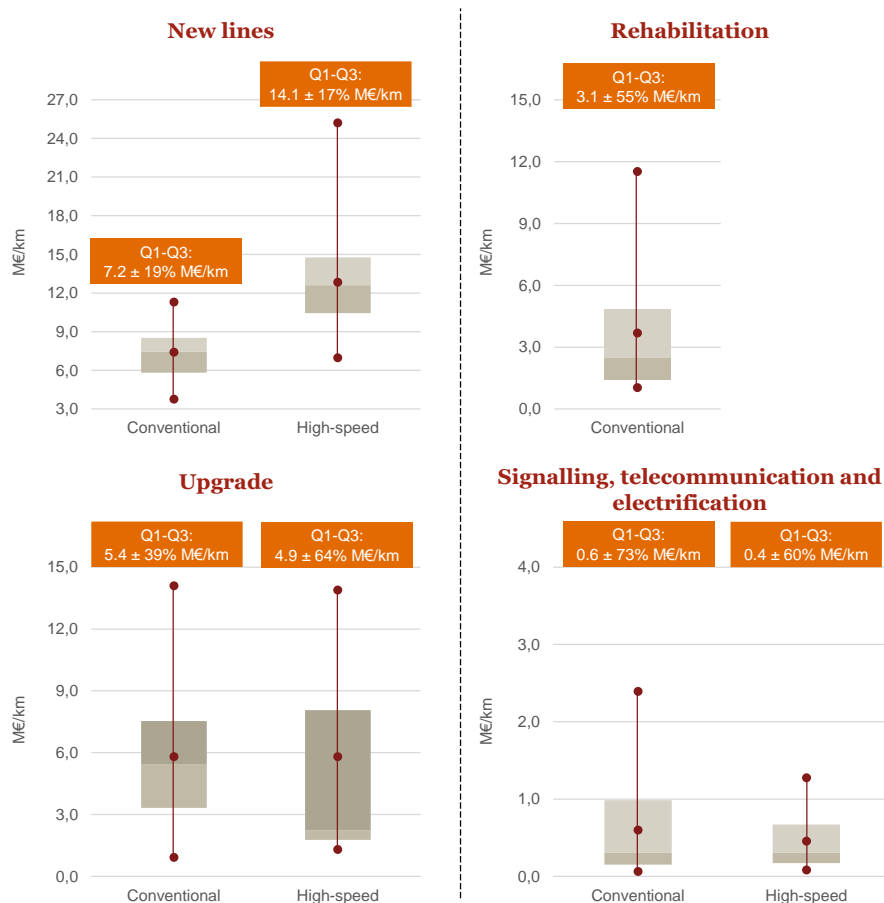 New lines
Q1-Q3:
14.1 ± 17% M€/km
Q1-Q3:
7.2 ± 19% M€/km
M€/km
27,0
24,0
21,0
18,0
15,0
12,0
9,0
6,0
3,0
Conventional High-speed
Rehabilitation
Q1-Q3:
3.1 ± 55% M€/km
M€/km
15,0
12,0
9,0
6,0
3,0
0,0
Conventional
Upgrade
Q1-Q3:
5.4 ± 39% M€/km
Q1-Q3:
4.9 ± 64% M€/km
M€/km
15,0
12,0
9,0
6,0
3,0
0,0
Conventional High-speed
Signalling, telecommunication and
electrification
Q1-Q3:
0.6 ± 73% M€/km
Q1-Q3:
0.4 ± 60% M€/km
M€/km
4,0
3,0
2,0
1,0
0,0
Conventional High-speed